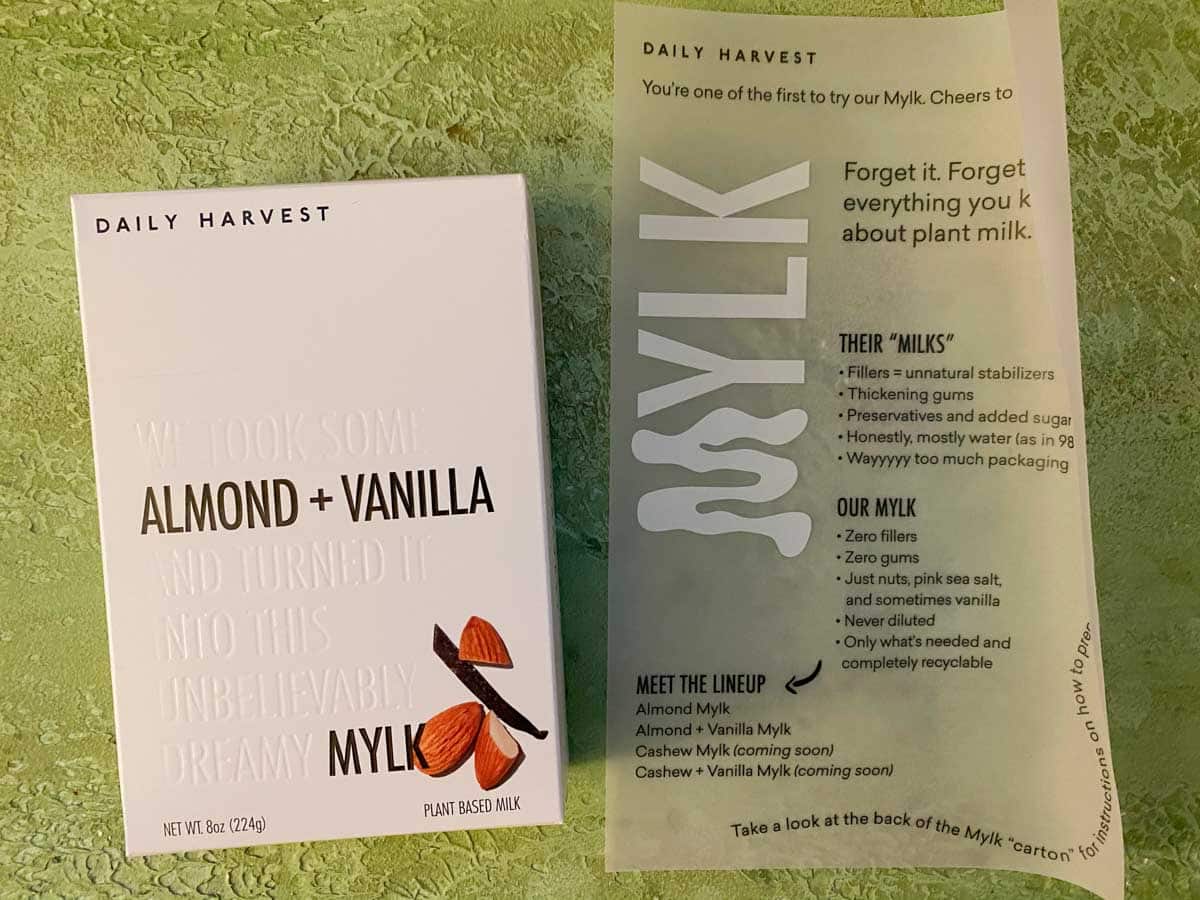 DAILY HARVEST
WE TOOK SOME
ALMOND + VANILLA
AND TURNED IT
INTO THIS
UNBELIEVABLY
DREAMY MYLK
NET WT. 8oz (224g)
PLANT BASED MILK
DAILY HARVEST
You're one of the first to try our Mylk. Cheers to
MYLK
Forget it. Forget
everything you k
about plant milk.
THEIR “MILKS”
• Fillers = unnatural stabilizers
• Thickening gums
• Preservatives and added sugar
• Honestly, mostly water (as in 98
• Wayyyyy too much packaging
OUR MYLK
• Zero fillers
• Zero gums
• Just nuts, pink sea salt,
and sometimes vanilla
• Never diluted
• Only what's needed and
completely recyclable
MEET THE LINEUP
Almond Mylk
Almond + Vanilla Mylk
Cashew Mylk (coming soon)
Cashew + Vanilla Mylk (coming soon)
Take a look at the back of the Mylk “carton” for instructions on how to prep